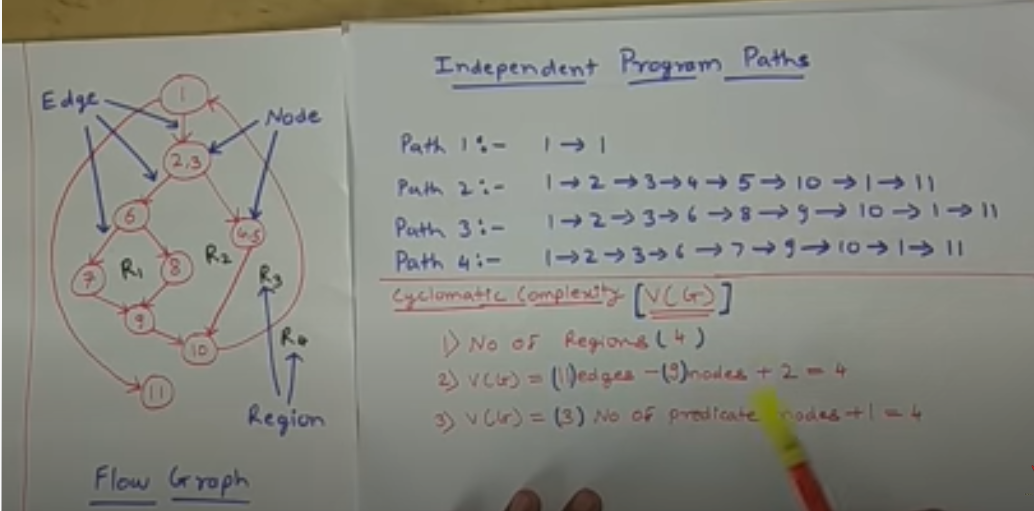 Independent Program Paths
Edge
Node
1
2,3
6
4,5
7
R1
8
R2
R3
9
10
R4
11
Region
Flow Graph
Path 1:- 1 → 1
Path 2:- 1 → 2 → 3 → 4 → 5 → 10 → 1 → 11
Path 3:- 1 → 2 → 3 → 6 → 8 → 9 → 10 → 1 → 11
Path 4:- 1 → 2 → 3 → 6 → 7 → 9 → 10 → 1 → 11
Cyclomatic Complexity [V(G)]
1) No of Regions (4)
2) V(G) = (11)edges - (9)nodes + 2 = 4
3) V(G) = (3) No of predicate nodes + 1 = 4